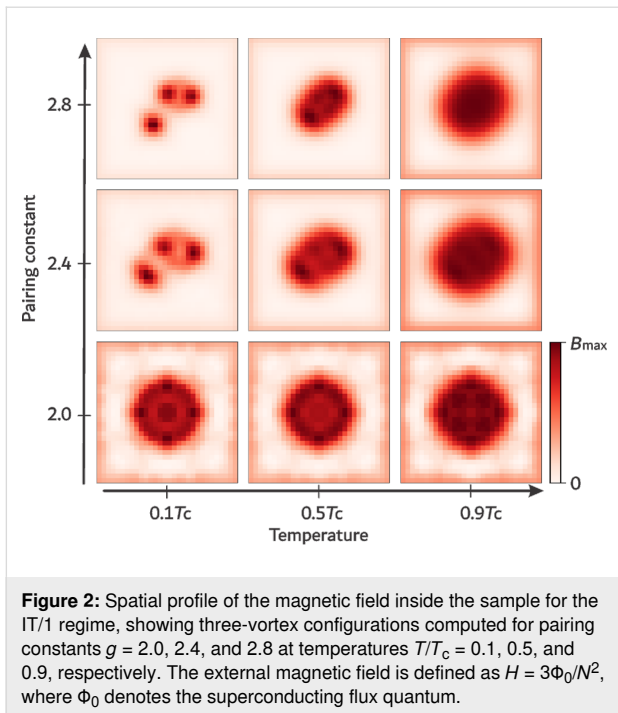 2.8
2.4
2.0
Pairing constant
Bmax
0
0.1Tc
0.5Tc
0.9Tc
Temperature
Figure 2: Spatial profile of the magnetic field inside the sample for the
IT/1 regime, showing three-vortex configurations computed for pairing
constants g = 2.0, 2.4, and 2.8 at temperatures T/Tc = 0.1, 0.5, and
0.9, respectively. The external magnetic field is defined as H = 3Φ0/N²,
where Φ0 denotes the superconducting flux quantum.